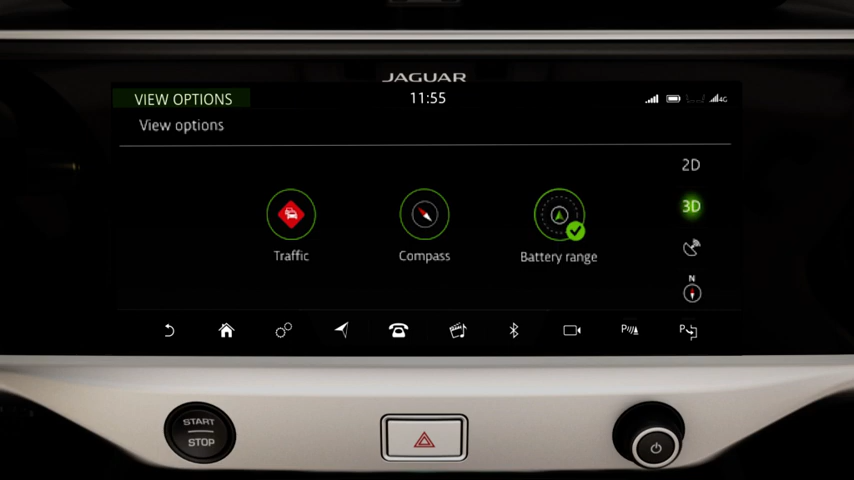 JAGUAR
VIEW OPTIONS
11:55
4G
View options
2D
3D
Traffic
Compass
Battery range
N
P
P
START
STOP